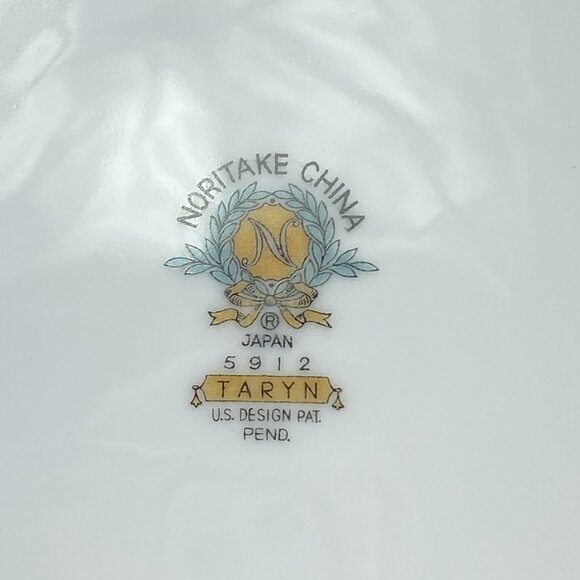 NORITAKE CHINA
N
®
JAPAN
5912
TARYN
U.S. DESIGN PAT.
PEND.